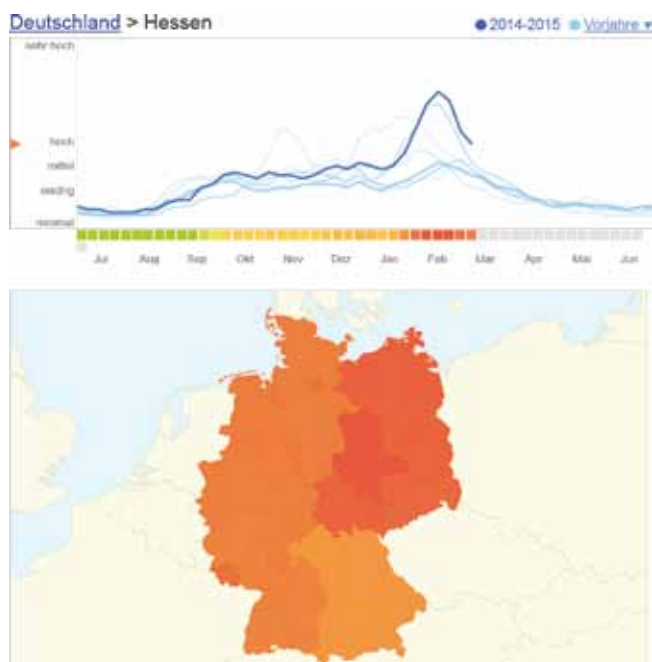 Deutschland > Hessen
2014-2015 Vorjahre
sehr hoch
hoch
mittel
niedrig
minimal
Jul Aug Sep Okt Nov Dez Jan Feb Mar Apr Mai Jun